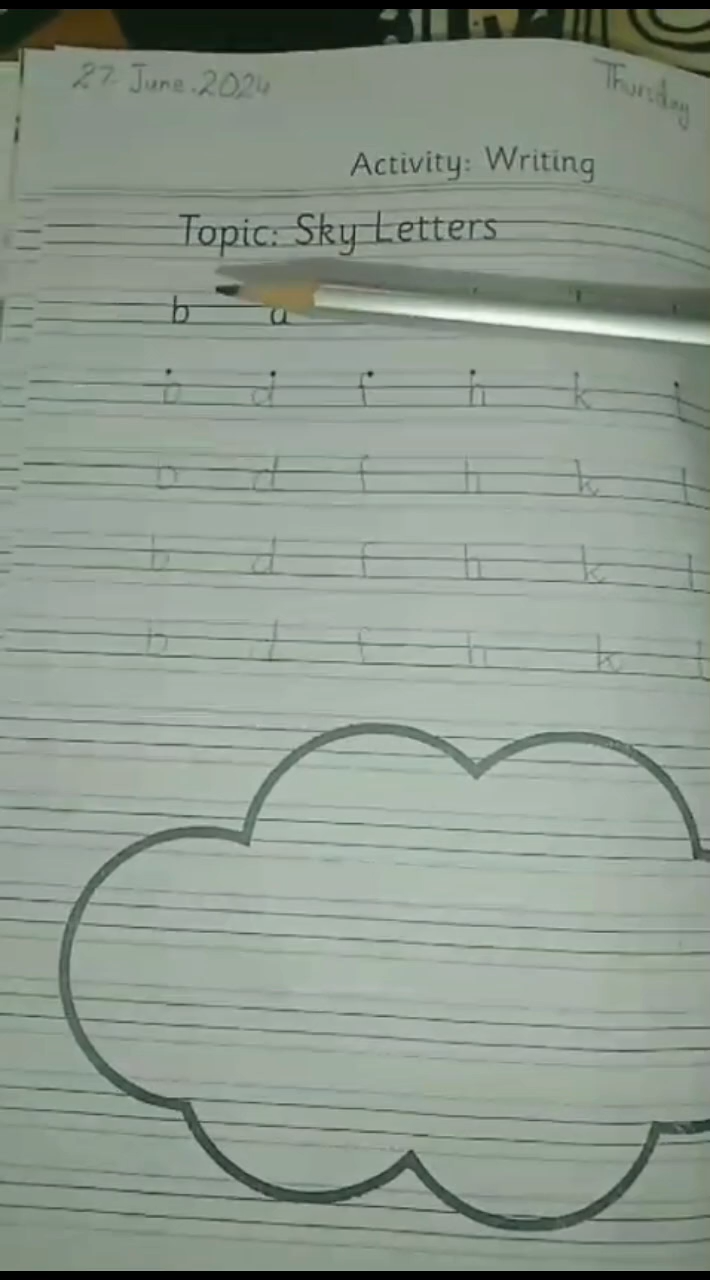 27 June.2024 Thursday
Activity: Writing
Topic: Sky Letters
b d
b d f h k l
b d f h k l
b d f h k l
b d f h k l